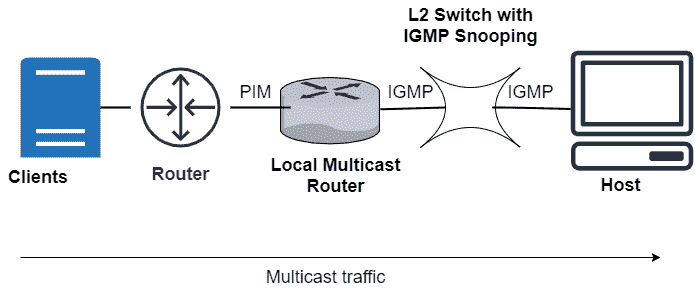 L2 Switch with
IGMP Snooping
PIM
IGMP
IGMP
Clients
Router
Local Multicast
Router
Host
Multicast traffic